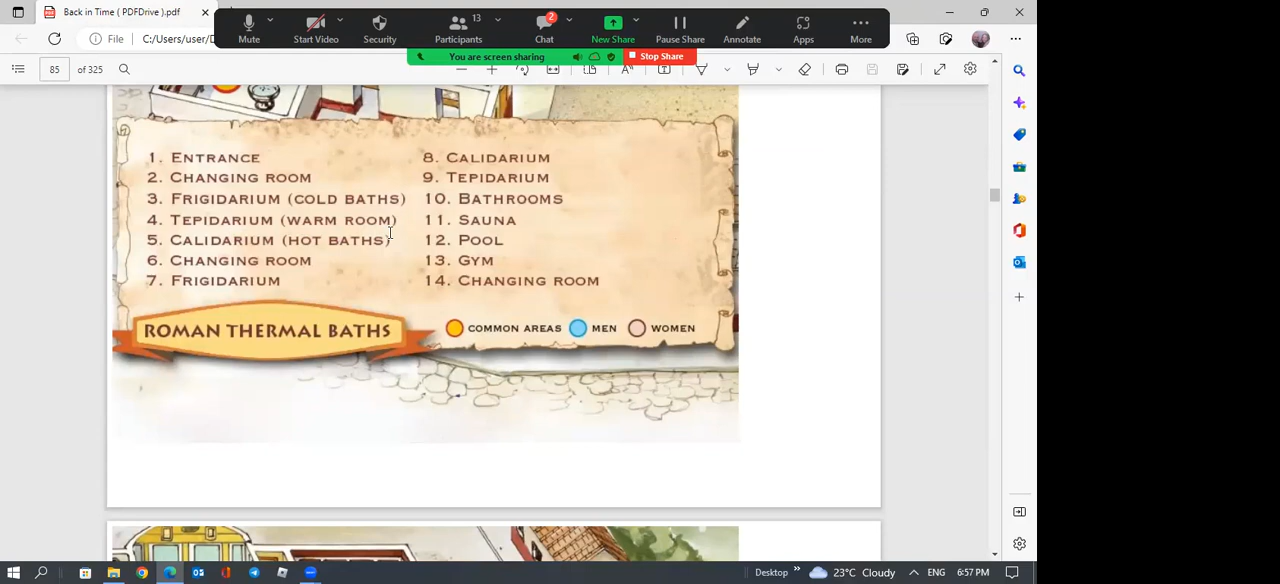 Back in Time ( PDFDrive ).pdf
File
C:/Users/user/D
Mute
Start Video
Security
13
Participants
2
Chat
New Share
Pause Share
Annotate
Apps
More
You are screen sharing
Stop Share
85 of 325
1. ENTRANCE
2. CHANGING ROOM
3. FRIGIDARIUM (COLD BATHS)
4. TEPIDARIUM (WARM ROOM)
5. CALIDARIUM (HOT BATHS)
6. CHANGING ROOM
7. FRIGIDARIUM
8. CALIDARIUM
9. TEPIDARIUM
10. BATHROOMS
11. SAUNA
12. POOL
13. GYM
14. CHANGING ROOM
ROMAN THERMAL BATHS
COMMON AREAS MEN WOMEN
Desktop
23°C Cloudy
ENG
6:57 PM